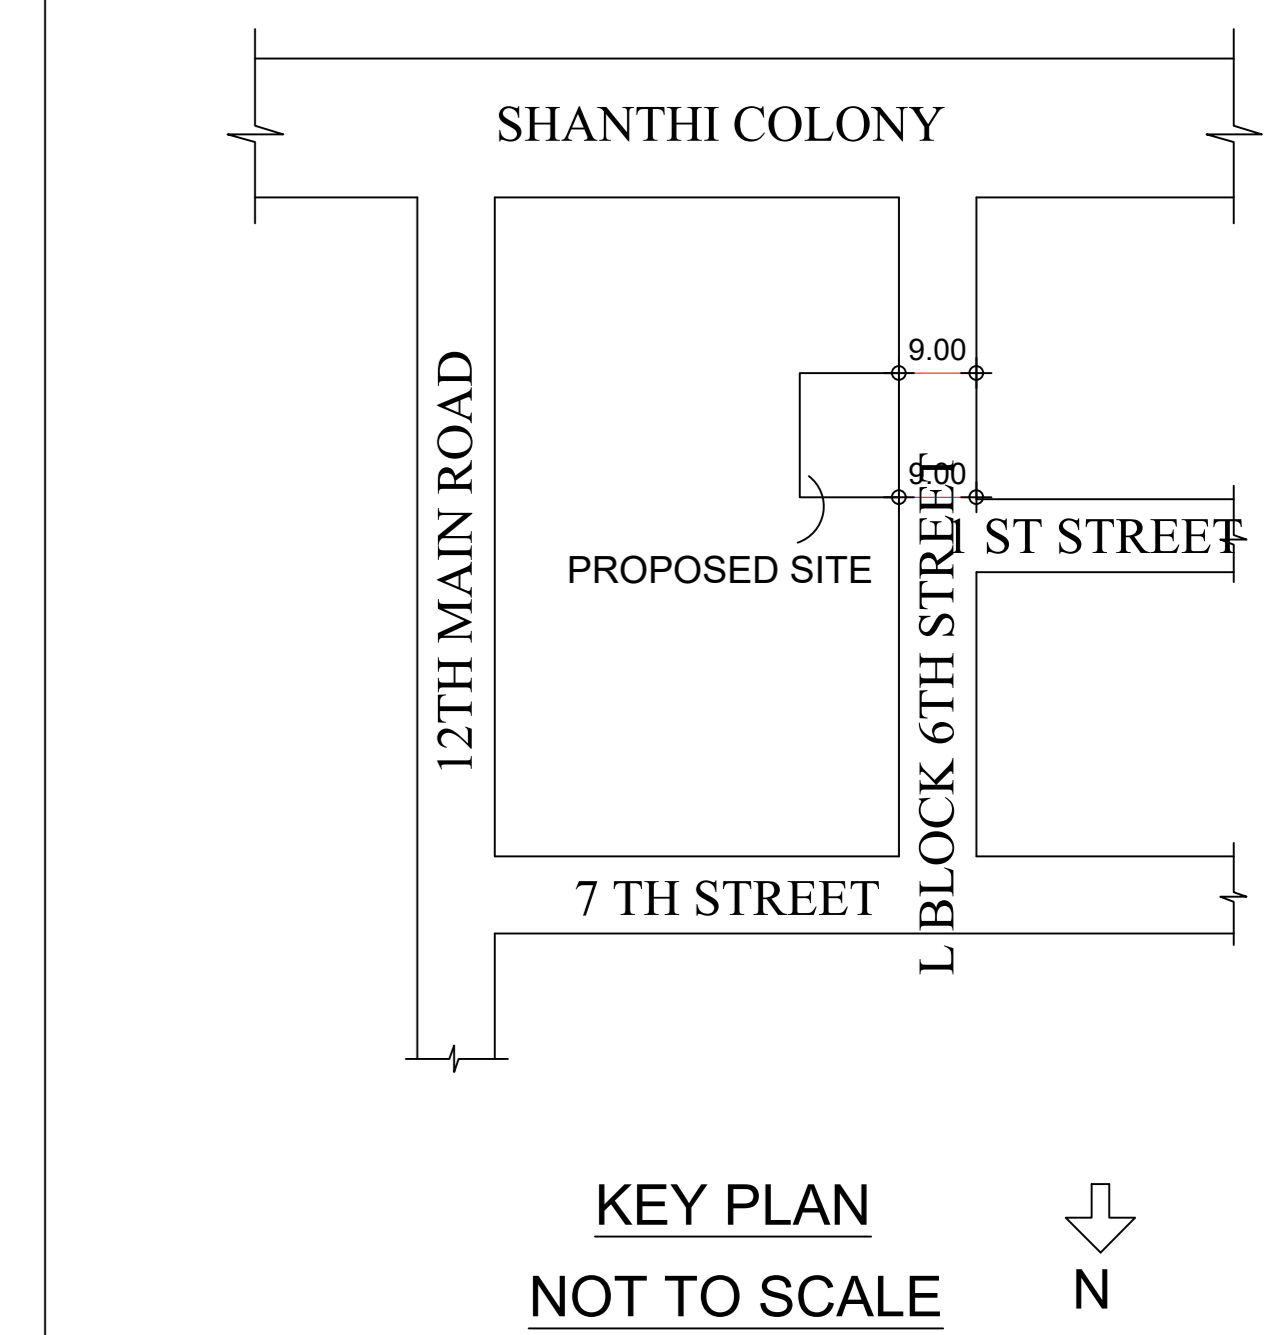 SHANTHI COLONY
9.00
12TH MAIN ROAD
9.00
1 ST STREET
PROPOSED SITE
L BLOCK 6TH STREET
7 TH STREET
KEY PLAN
NOT TO SCALE
N